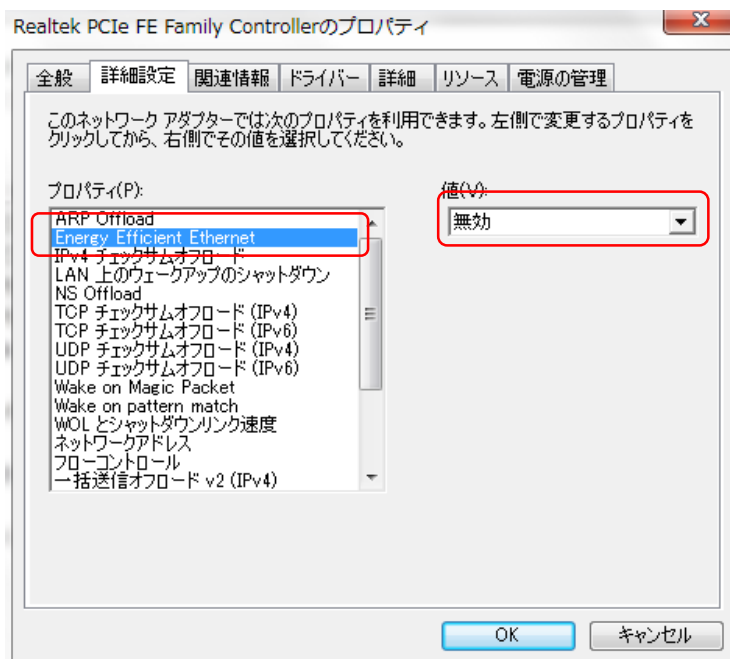 Realtek PCIe FE Family Controllerのプロパティ
全般 詳細設定 関連情報 ドライバー 詳細 リソース 電源の管理
このネットワーク アダプターでは次のプロパティを利用できます。左側で変更するプロパティを
クリックしてから、右側でその値を選択してください。
プロパティ(P):
ARP Offload
Energy Efficient Ethernet
IPv4 チェックサムオフロード
LAN 上のウェークアップのシャットダウン
NS Offload
TCP チェックサムオフロード (IPv4)
TCP チェックサムオフロード (IPv6)
UDP チェックサムオフロード (IPv4)
UDP チェックサムオフロード (IPv6)
Wake on Magic Packet
Wake on pattern match
WOL とシャットダウンリンク速度
ネットワークアドレス
フローコントロール
一括送信オフロード v2 (IPv4)
値(V):
無効
OK
キャンセル